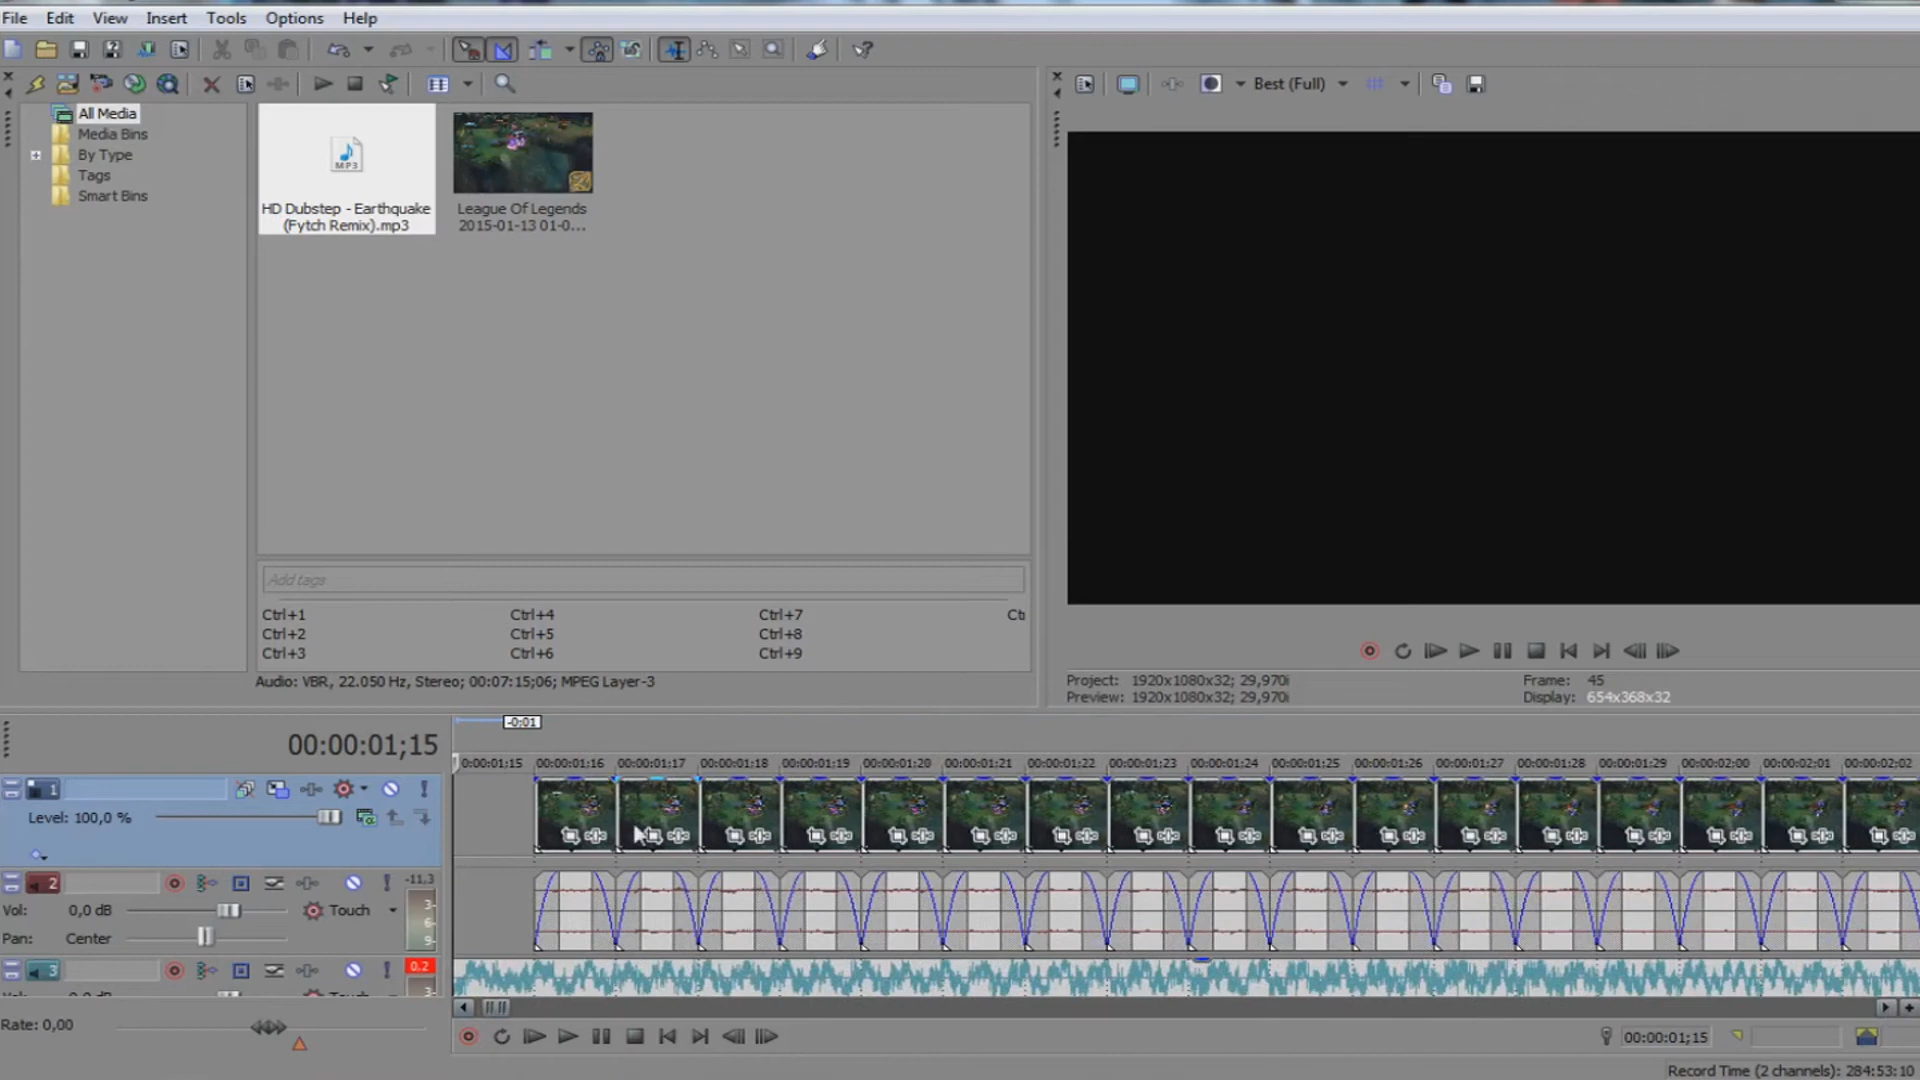 File Edit View Insert Tools Options Help
Best (Full)
All Media
Media Bins
By Type
Tags
Smart Bins
MP3
HD Dubstep - Earthquake
(Fytch Remix).mp3
League Of Legends
2015-01-13 01-0...
Add tags
Ctrl+1 Ctrl+4 Ctrl+7 Ct
Ctrl+2 Ctrl+5 Ctrl+8
Ctrl+3 Ctrl+6 Ctrl+9
Audio: VBR, 22.050 Hz, Stereo; 00:07:15;06; MPEG Layer-3
Project: 1920x1080x32; 29,970i Frame: 45
Preview: 1920x1080x32; 29,970i Display: 654x368x32
-0;01
00:00:01;15
0:00:01;15 00:00:01;16 00:00:01;17 00:00:01;18 00:00:01;19 00:00:01;20 00:00:01;21 00:00:01;22 00:00:01;23 00:00:01;24 00:00:01;25 00:00:01;26 00:00:01;27 00:00:01;28 00:00:01;29 00:00:02;00 00:00:02;01 00:00:02;02
1
Level: 100,0 %
2 -11,3
Vol: 0,0 dB Touch 3-
6-
Pan: Center 9-
3 0,2
Rate: 0,00
00:00:01;15
Record Time (2 channels): 284:53:10